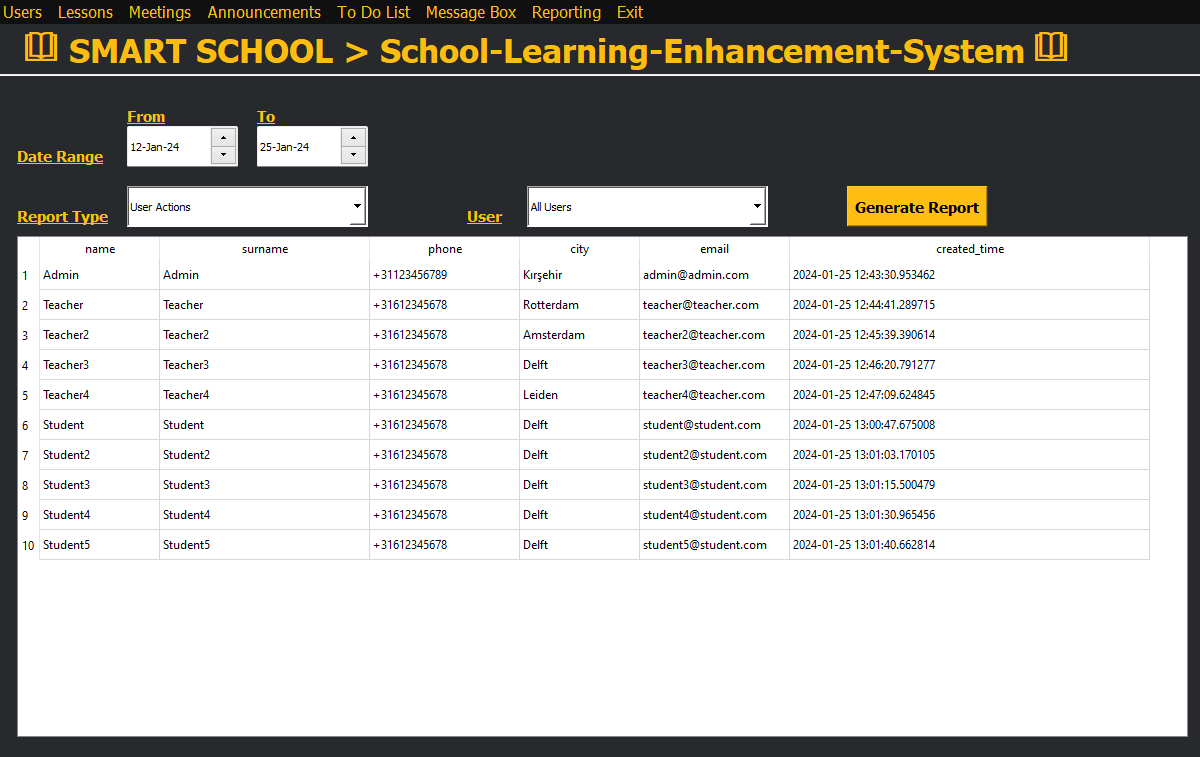 Users Lessons Meetings Announcements To Do List Message Box Reporting Exit
SMART SCHOOL > School-Learning-Enhancement-System
From To
Date Range 12-Jan-24 25-Jan-24
Report Type User Actions User All Users Generate Report
name surname phone city email created_time
1 Admin Admin +31123456789 Kırşehir admin@admin.com 2024-01-25 12:43:30.953462
2 Teacher Teacher +31612345678 Rotterdam teacher@teacher.com 2024-01-25 12:44:41.289715
3 Teacher2 Teacher2 +31612345678 Amsterdam teacher2@teacher.com 2024-01-25 12:45:39.390614
4 Teacher3 Teacher3 +31612345678 Delft teacher3@teacher.com 2024-01-25 12:46:20.791277
5 Teacher4 Teacher4 +31612345678 Leiden teacher4@teacher.com 2024-01-25 12:47:09.624845
6 Student Student +31612345678 Delft student@student.com 2024-01-25 13:00:47.675008
7 Student2 Student2 +31612345678 Delft student2@student.com 2024-01-25 13:01:03.170105
8 Student3 Student3 +31612345678 Delft student3@student.com 2024-01-25 13:01:15.500479
9 Student4 Student4 +31612345678 Delft student4@student.com 2024-01-25 13:01:30.965456
10 Student5 Student5 +31612345678 Delft student5@student.com 2024-01-25 13:01:40.662814